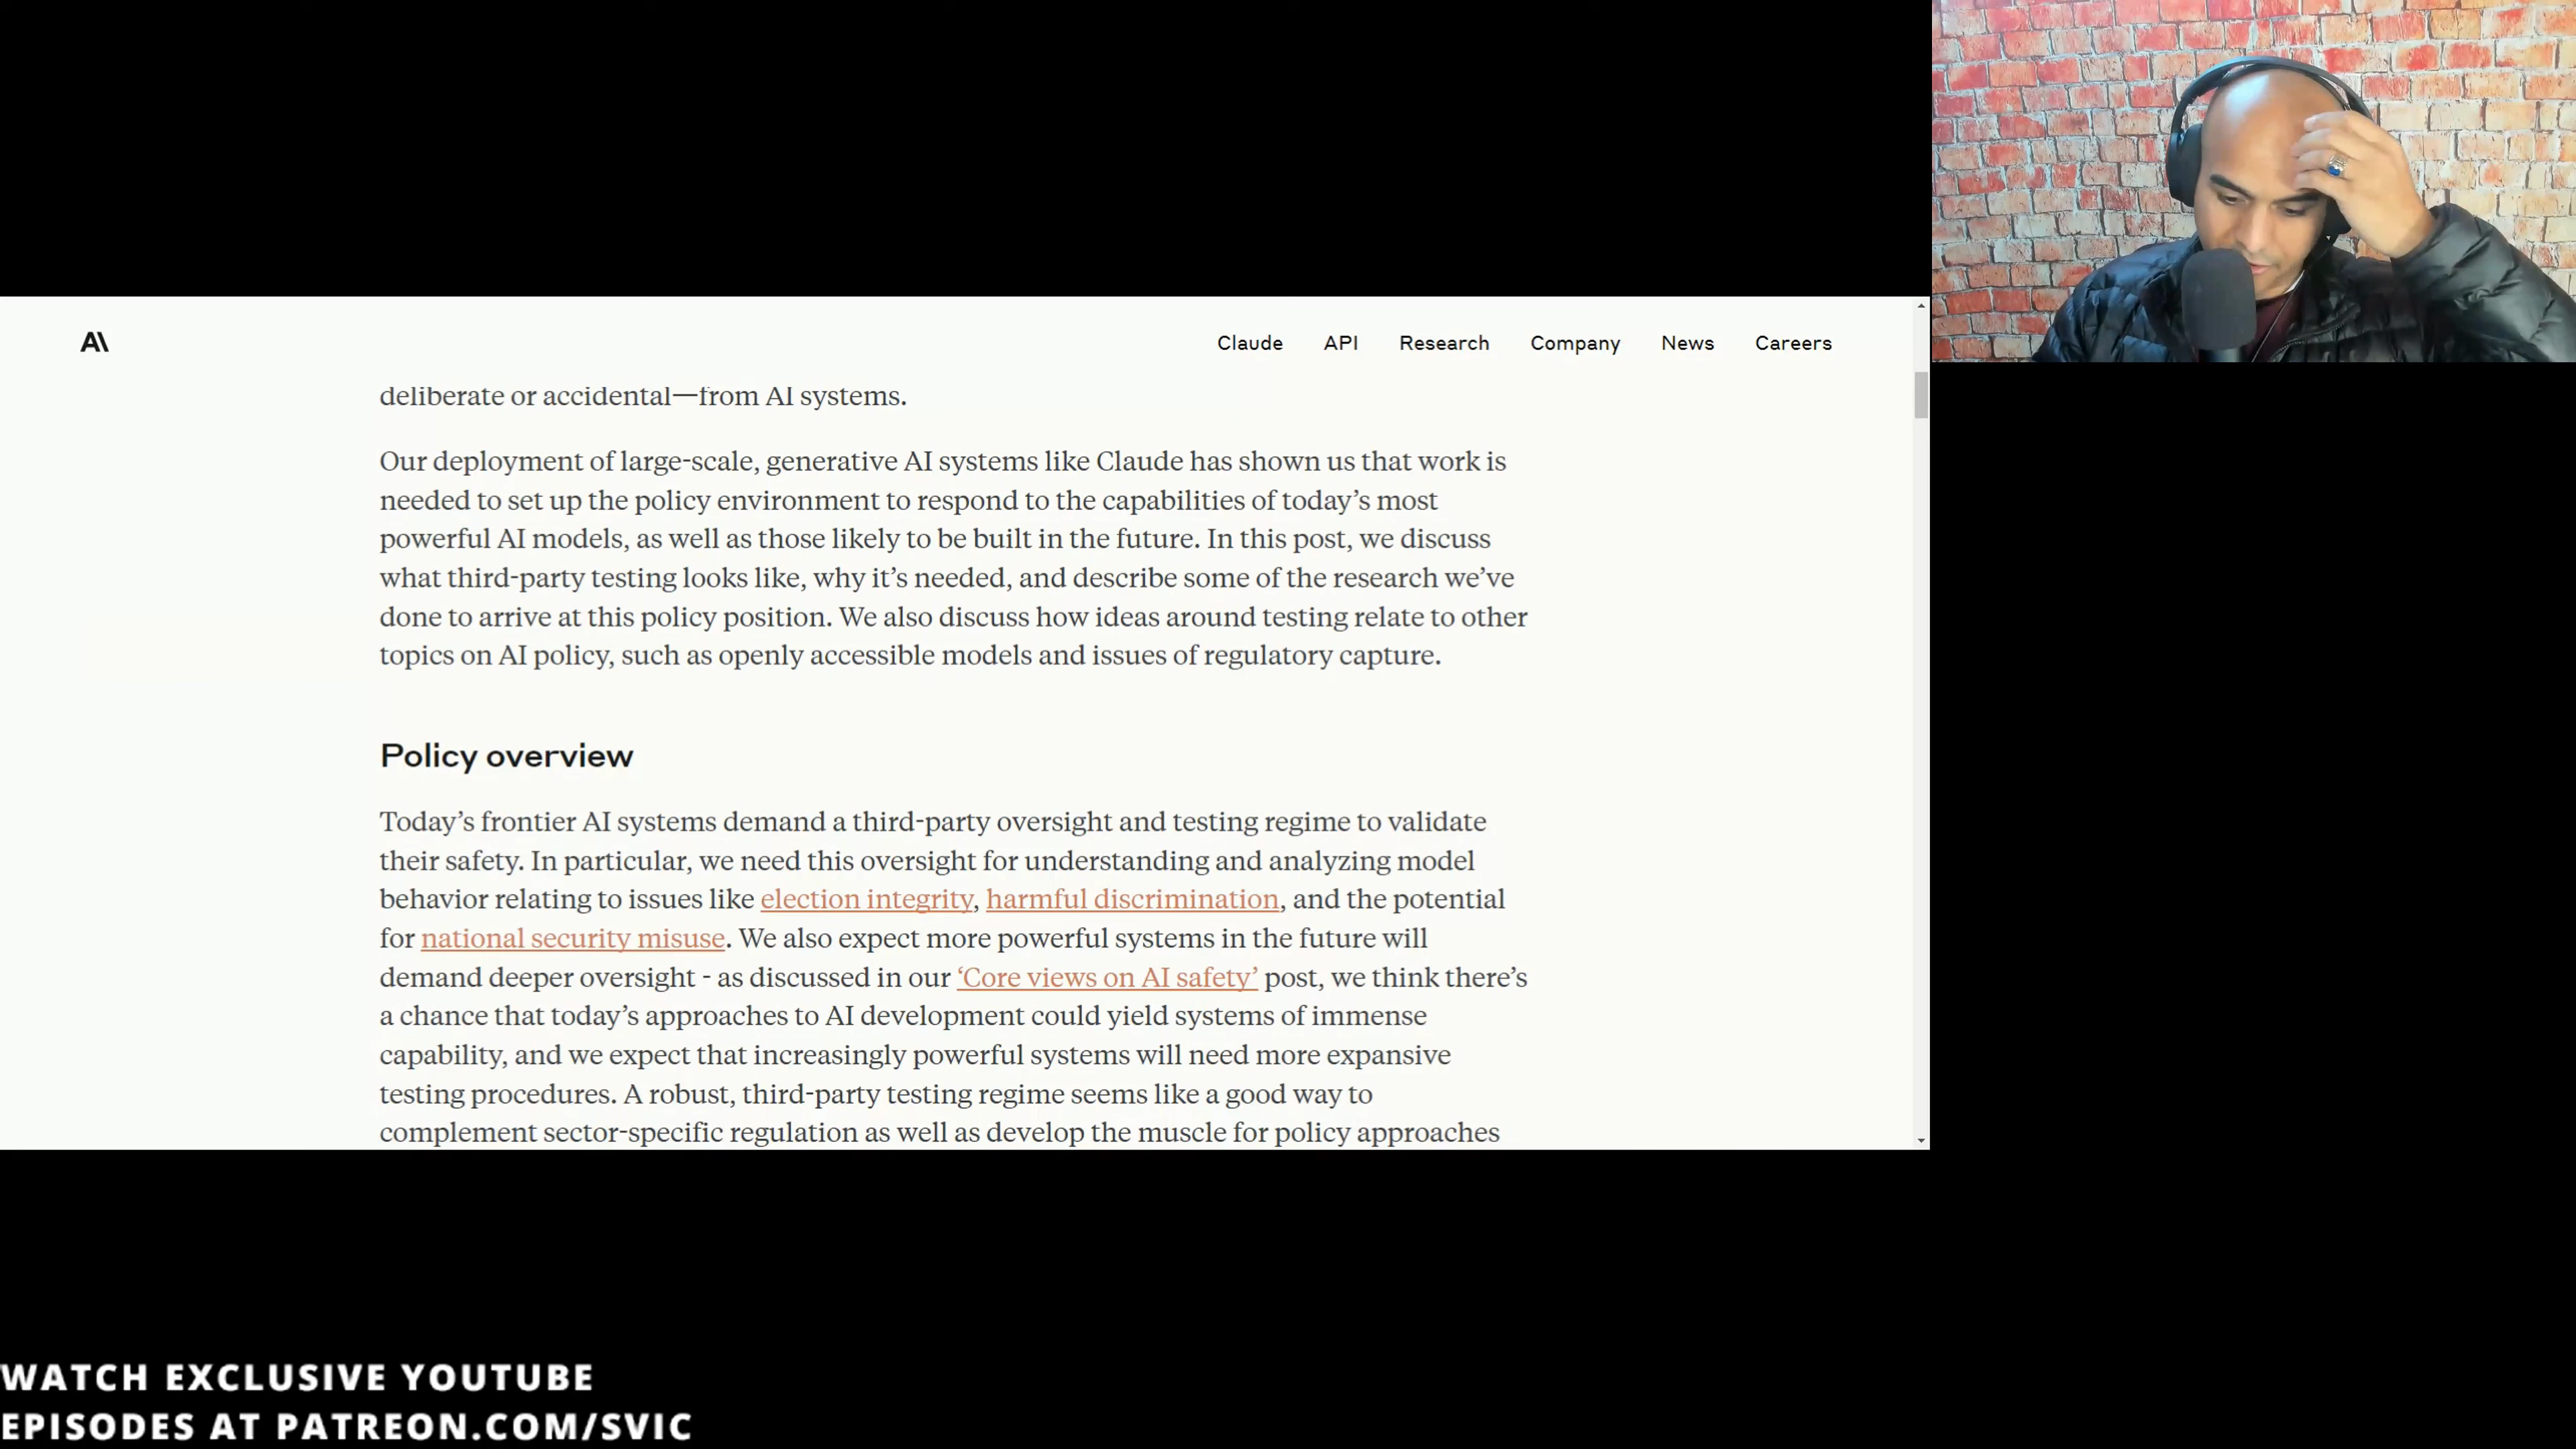 A\
Claude API Research Company News Careers
deliberate or accidental—from AI systems.
Our deployment of large-scale, generative AI systems like Claude has shown us that work is
needed to set up the policy environment to respond to the capabilities of today’s most
powerful AI models, as well as those likely to be built in the future. In this post, we discuss
what third-party testing looks like, why it’s needed, and describe some of the research we’ve
done to arrive at this policy position. We also discuss how ideas around testing relate to other
topics on AI policy, such as openly accessible models and issues of regulatory capture.
Policy overview
Today’s frontier AI systems demand a third-party oversight and testing regime to validate
their safety. In particular, we need this oversight for understanding and analyzing model
behavior relating to issues like election integrity, harmful discrimination, and the potential
for national security misuse. We also expect more powerful systems in the future will
demand deeper oversight - as discussed in our ‘Core views on AI safety’ post, we think there’s
a chance that today’s approaches to AI development could yield systems of immense
capability, and we expect that increasingly powerful systems will need more expansive
testing procedures. A robust, third-party testing regime seems like a good way to
complement sector-specific regulation as well as develop the muscle for policy approaches
WATCH EXCLUSIVE YOUTUBE
EPISODES AT PATREON.COM/SVIC